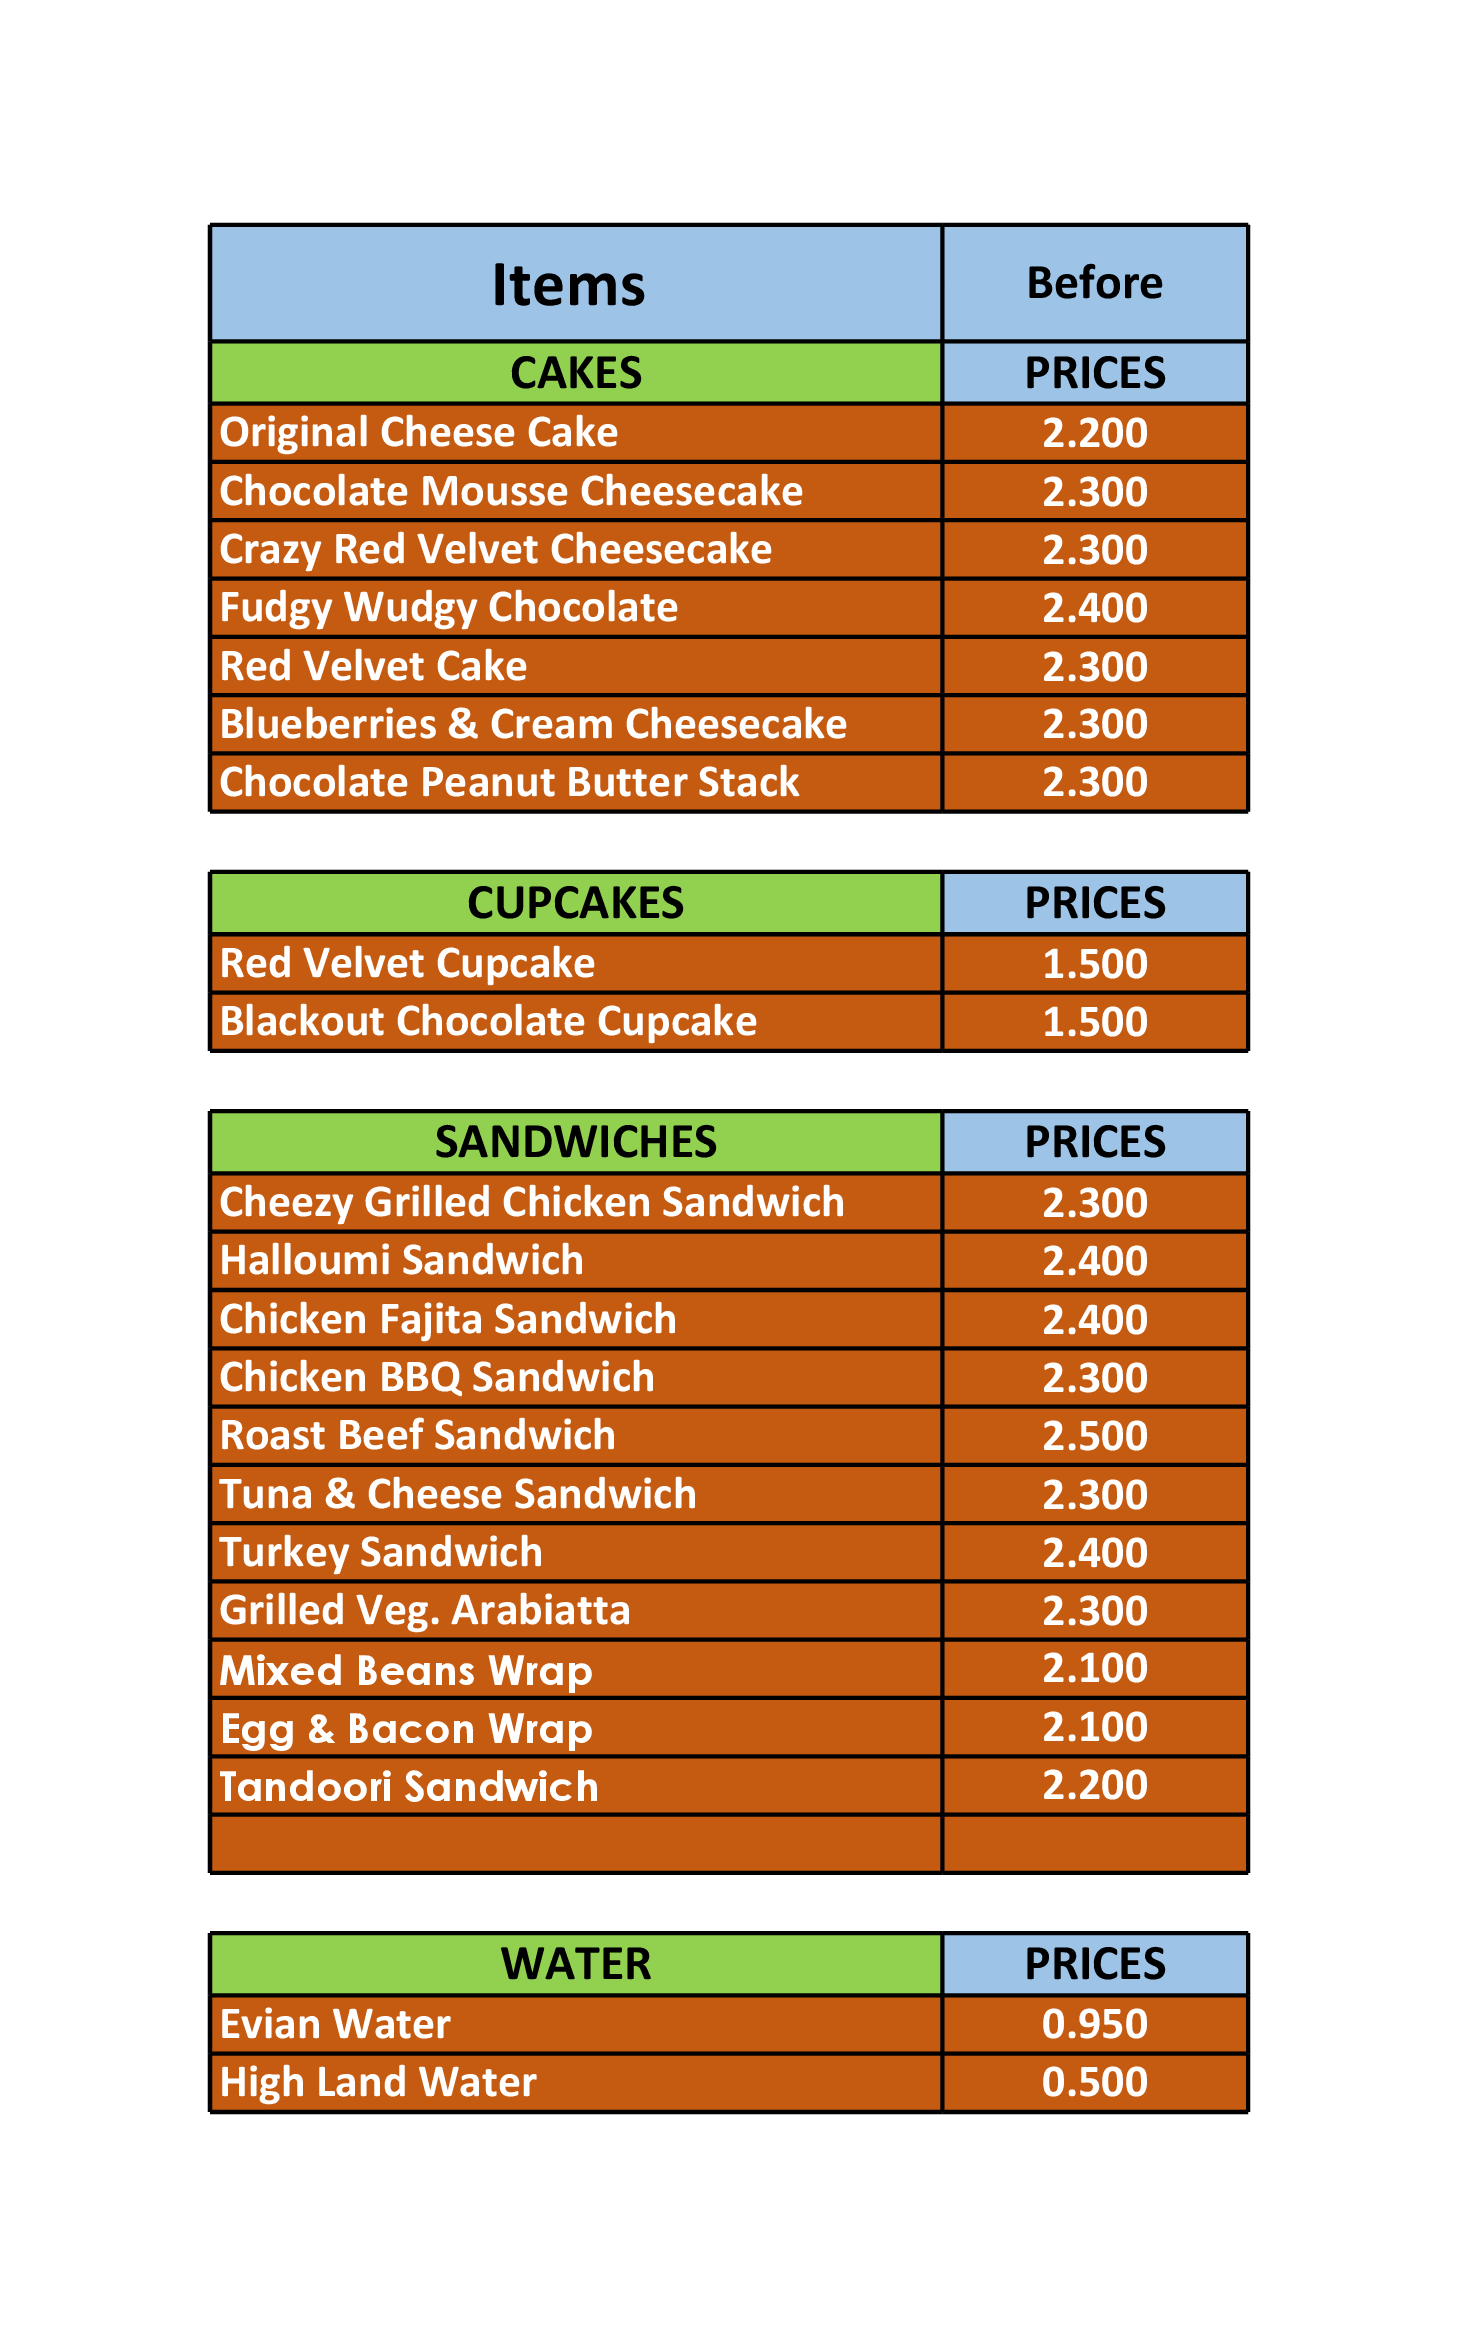 Items Before
CAKES PRICES
Original Cheese Cake 2.200
Chocolate Mousse Cheesecake 2.300
Crazy Red Velvet Cheesecake 2.300
Fudgy Wudgy Chocolate 2.400
Red Velvet Cake 2.300
Blueberries & Cream Cheesecake 2.300
Chocolate Peanut Butter Stack 2.300
CUPCAKES PRICES
Red Velvet Cupcake 1.500
Blackout Chocolate Cupcake 1.500
SANDWICHES PRICES
Cheezy Grilled Chicken Sandwich 2.300
Halloumi Sandwich 2.400
Chicken Fajita Sandwich 2.400
Chicken BBQ Sandwich 2.300
Roast Beef Sandwich 2.500
Tuna & Cheese Sandwich 2.300
Turkey Sandwich 2.400
Grilled Veg. Arabiatta 2.300
Mixed Beans Wrap 2.100
Egg & Bacon Wrap 2.100
Tandoori Sandwich 2.200
WATER PRICES
Evian Water 0.950
High Land Water 0.500